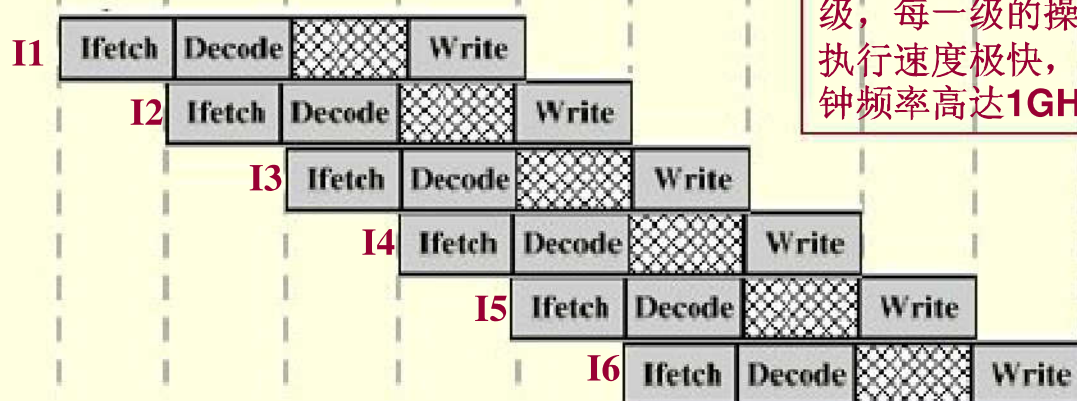 级，每一级的操
I1 Ifetch Decode Write
执行速度极快，
I2 Ifetch Decode Write
钟频率高达1GH
I3 Ifetch Decode Write
I4 Ifetch Decode Write
I5 Ifetch Decode Write
I6 Ifetch Decode Write